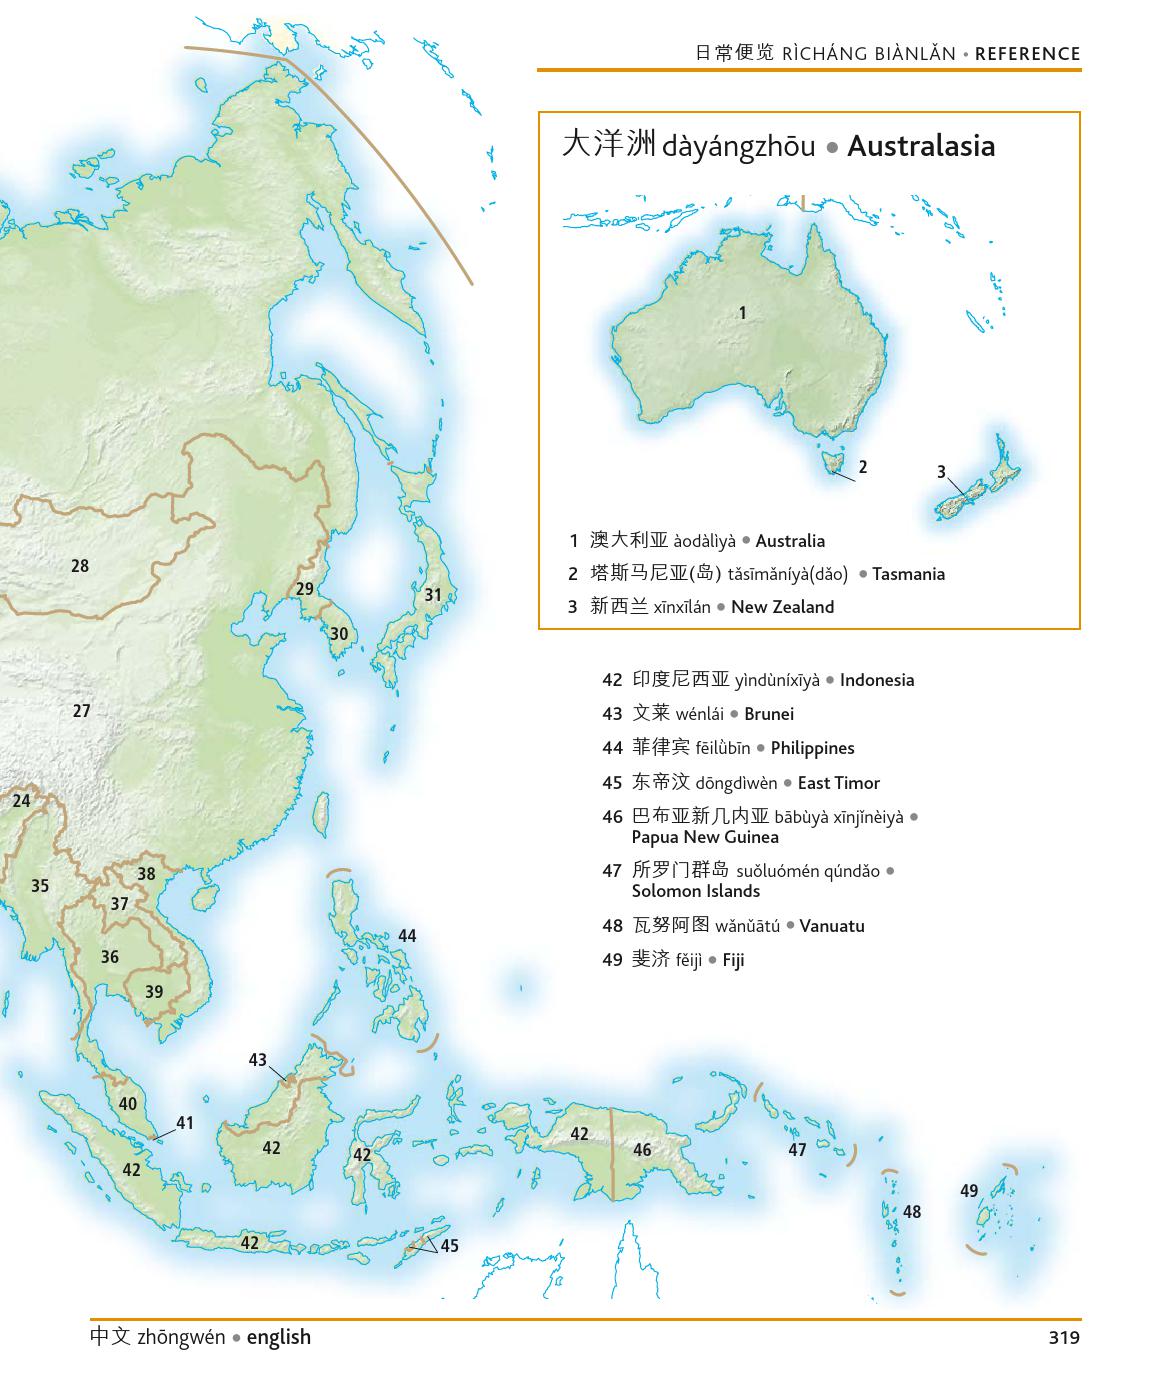 日常便览 RÌCHÁNG BIÀNLǍN • REFERENCE
大洋洲 dàyángzhōu • Australasia
1
2
3
1 澳大利亚 àodàlìyà • Australia
2 塔斯马尼亚(岛) tǎsīmǎníyà(dǎo) • Tasmania
3 新西兰 xīnxīlán • New Zealand
28
29
31
30
27
24
38
35
37
36
39
44
43
40
41
42
42
42
42
46
47
42
45
48
49
42 印度尼西亚 yìndùníxīyà • Indonesia
43 文莱 wénlái • Brunei
44 菲律宾 fēilǜbīn • Philippines
45 东帝汶 dōngdìwèn • East Timor
46 巴布亚新几内亚 bābùyà xīnjǐnèiyà •
Papua New Guinea
47 所罗门群岛 suǒluómén qúndǎo •
Solomon Islands
48 瓦努阿图 wǎnǔātú • Vanuatu
49 斐济 fěijì • Fiji
中文 zhōngwén • english
319